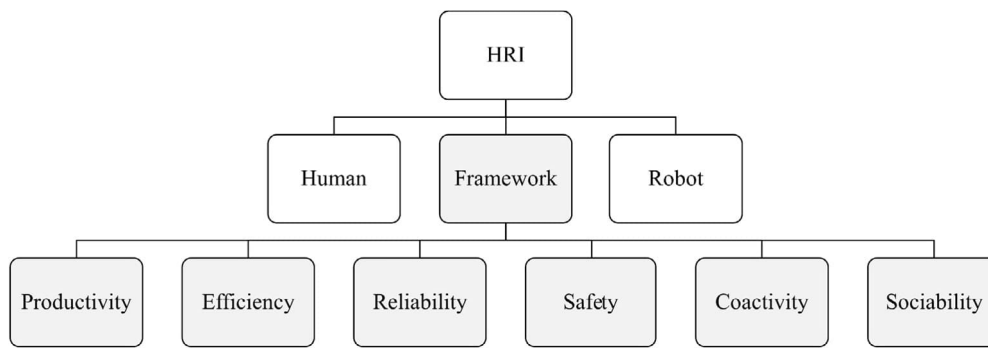 HRI
Human
Framework
Robot
Productivity
Efficiency
Reliability
Safety
Coactivity
Sociability